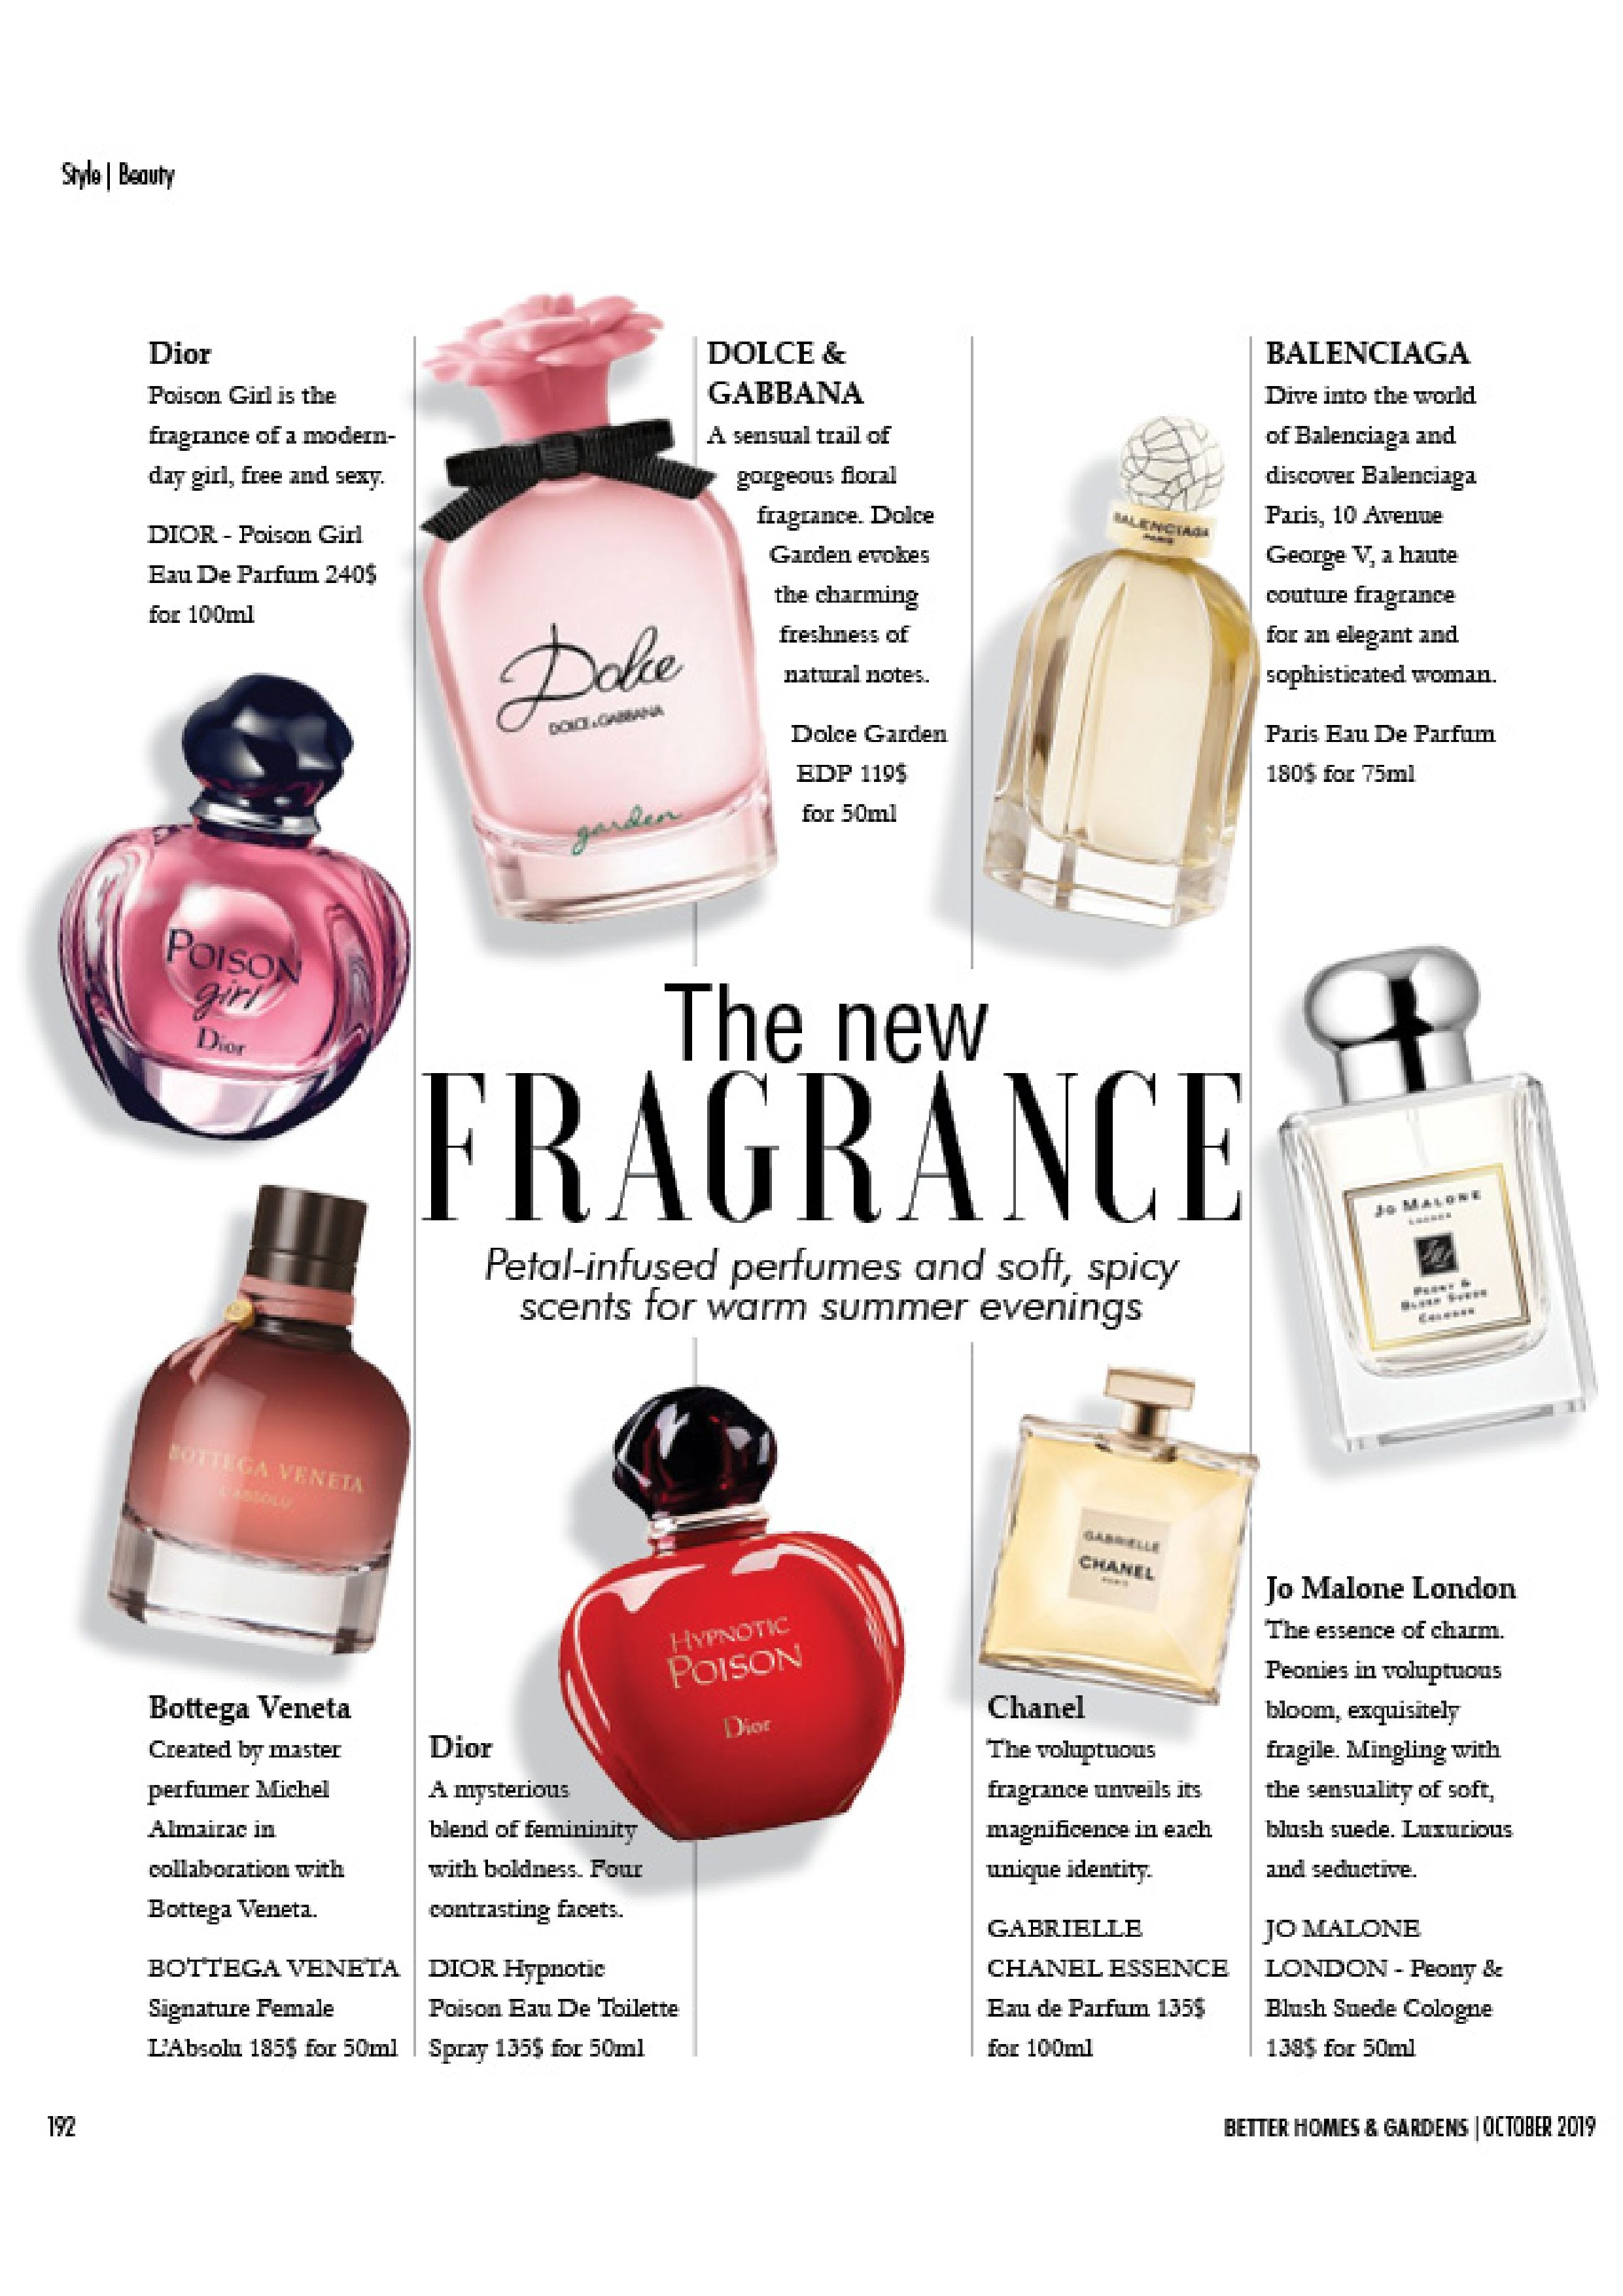 Style | Beauty
Dior
Poison Girl is the
fragrance of a modern-
day girl, free and sexy.
DIOR - Poison Girl
Eau De Parfum 240$
for 100ml
POISON
girl
Dior
Dolce
DOLCE & GABBANA
garden
DOLCE &
GABBANA
A sensual trail of
gorgeous floral
fragrance. Dolce
Garden evokes
the charming
freshness of
natural notes.
Dolce Garden
EDP 119$
for 50ml
BALENCIAGA
PARIS
BALENCIAGA
Dive into the world
of Balenciaga and
discover Balenciaga
Paris, 10 Avenue
George V, a haute
couture fragrance
for an elegant and
sophisticated woman.
Paris Eau De Parfum
180$ for 75ml
The new
FRAGRANCE
Petal-infused perfumes and soft, spicy
scents for warm summer evenings
JO MALONE
LONDON
PEONY &
BLUSH SUEDE
COLOGNE
BOTTEGA VENETA
L'ABSOLU
Bottega Veneta
Created by master
perfumer Michel
Almairac in
collaboration with
Bottega Veneta.
BOTTEGA VENETA
Signature Female
L'Absolu 185$ for 50ml
HYPNOTIC
POISON
Dior
Dior
A mysterious
blend of femininity
with boldness. Four
contrasting facets.
DIOR Hypnotic
Poison Eau De Toilette
Spray 135$ for 50ml
GABRIELLE
CHANEL
PARIS
Chanel
The voluptuous
fragrance unveils its
magnificence in each
unique identity.
GABRIELLE
CHANEL ESSENCE
Eau de Parfum 135$
for 100ml
Jo Malone London
The essence of charm.
Peonies in voluptuous
bloom, exquisitely
fragile. Mingling with
the sensuality of soft,
blush suede. Luxurious
and seductive.
JO MALONE
LONDON - Peony &
Blush Suede Cologne
138$ for 50ml
192
BETTER HOMES & GARDENS | OCTOBER 2019